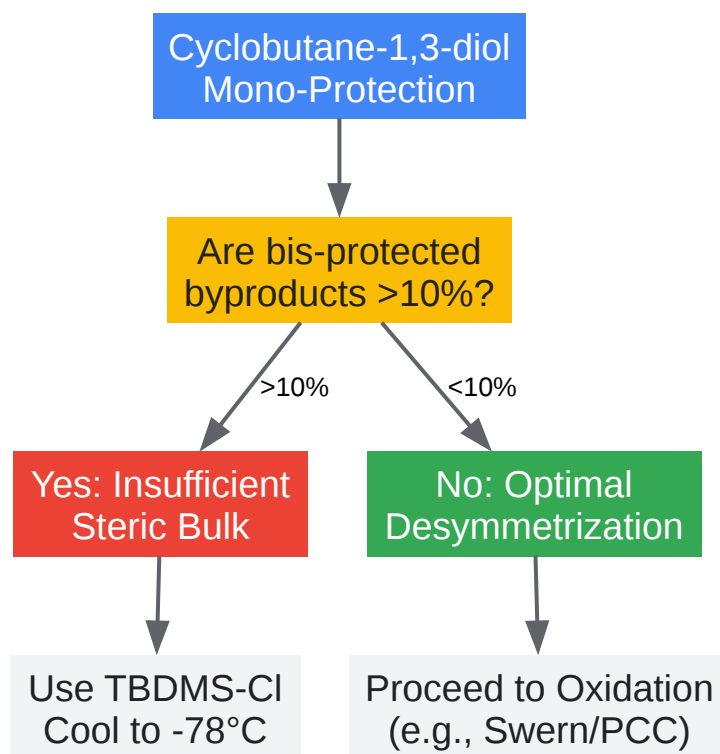 Cyclobutane-1,3-diol
Mono-Protection
Are bis-protected
byproducts >10%?
>10%
<10%
Yes: Insufficient
Steric Bulk
No: Optimal
Desymmetrization
Use TBDMS-Cl
Cool to -78°C
Proceed to Oxidation
(e.g., Swern/PCC)